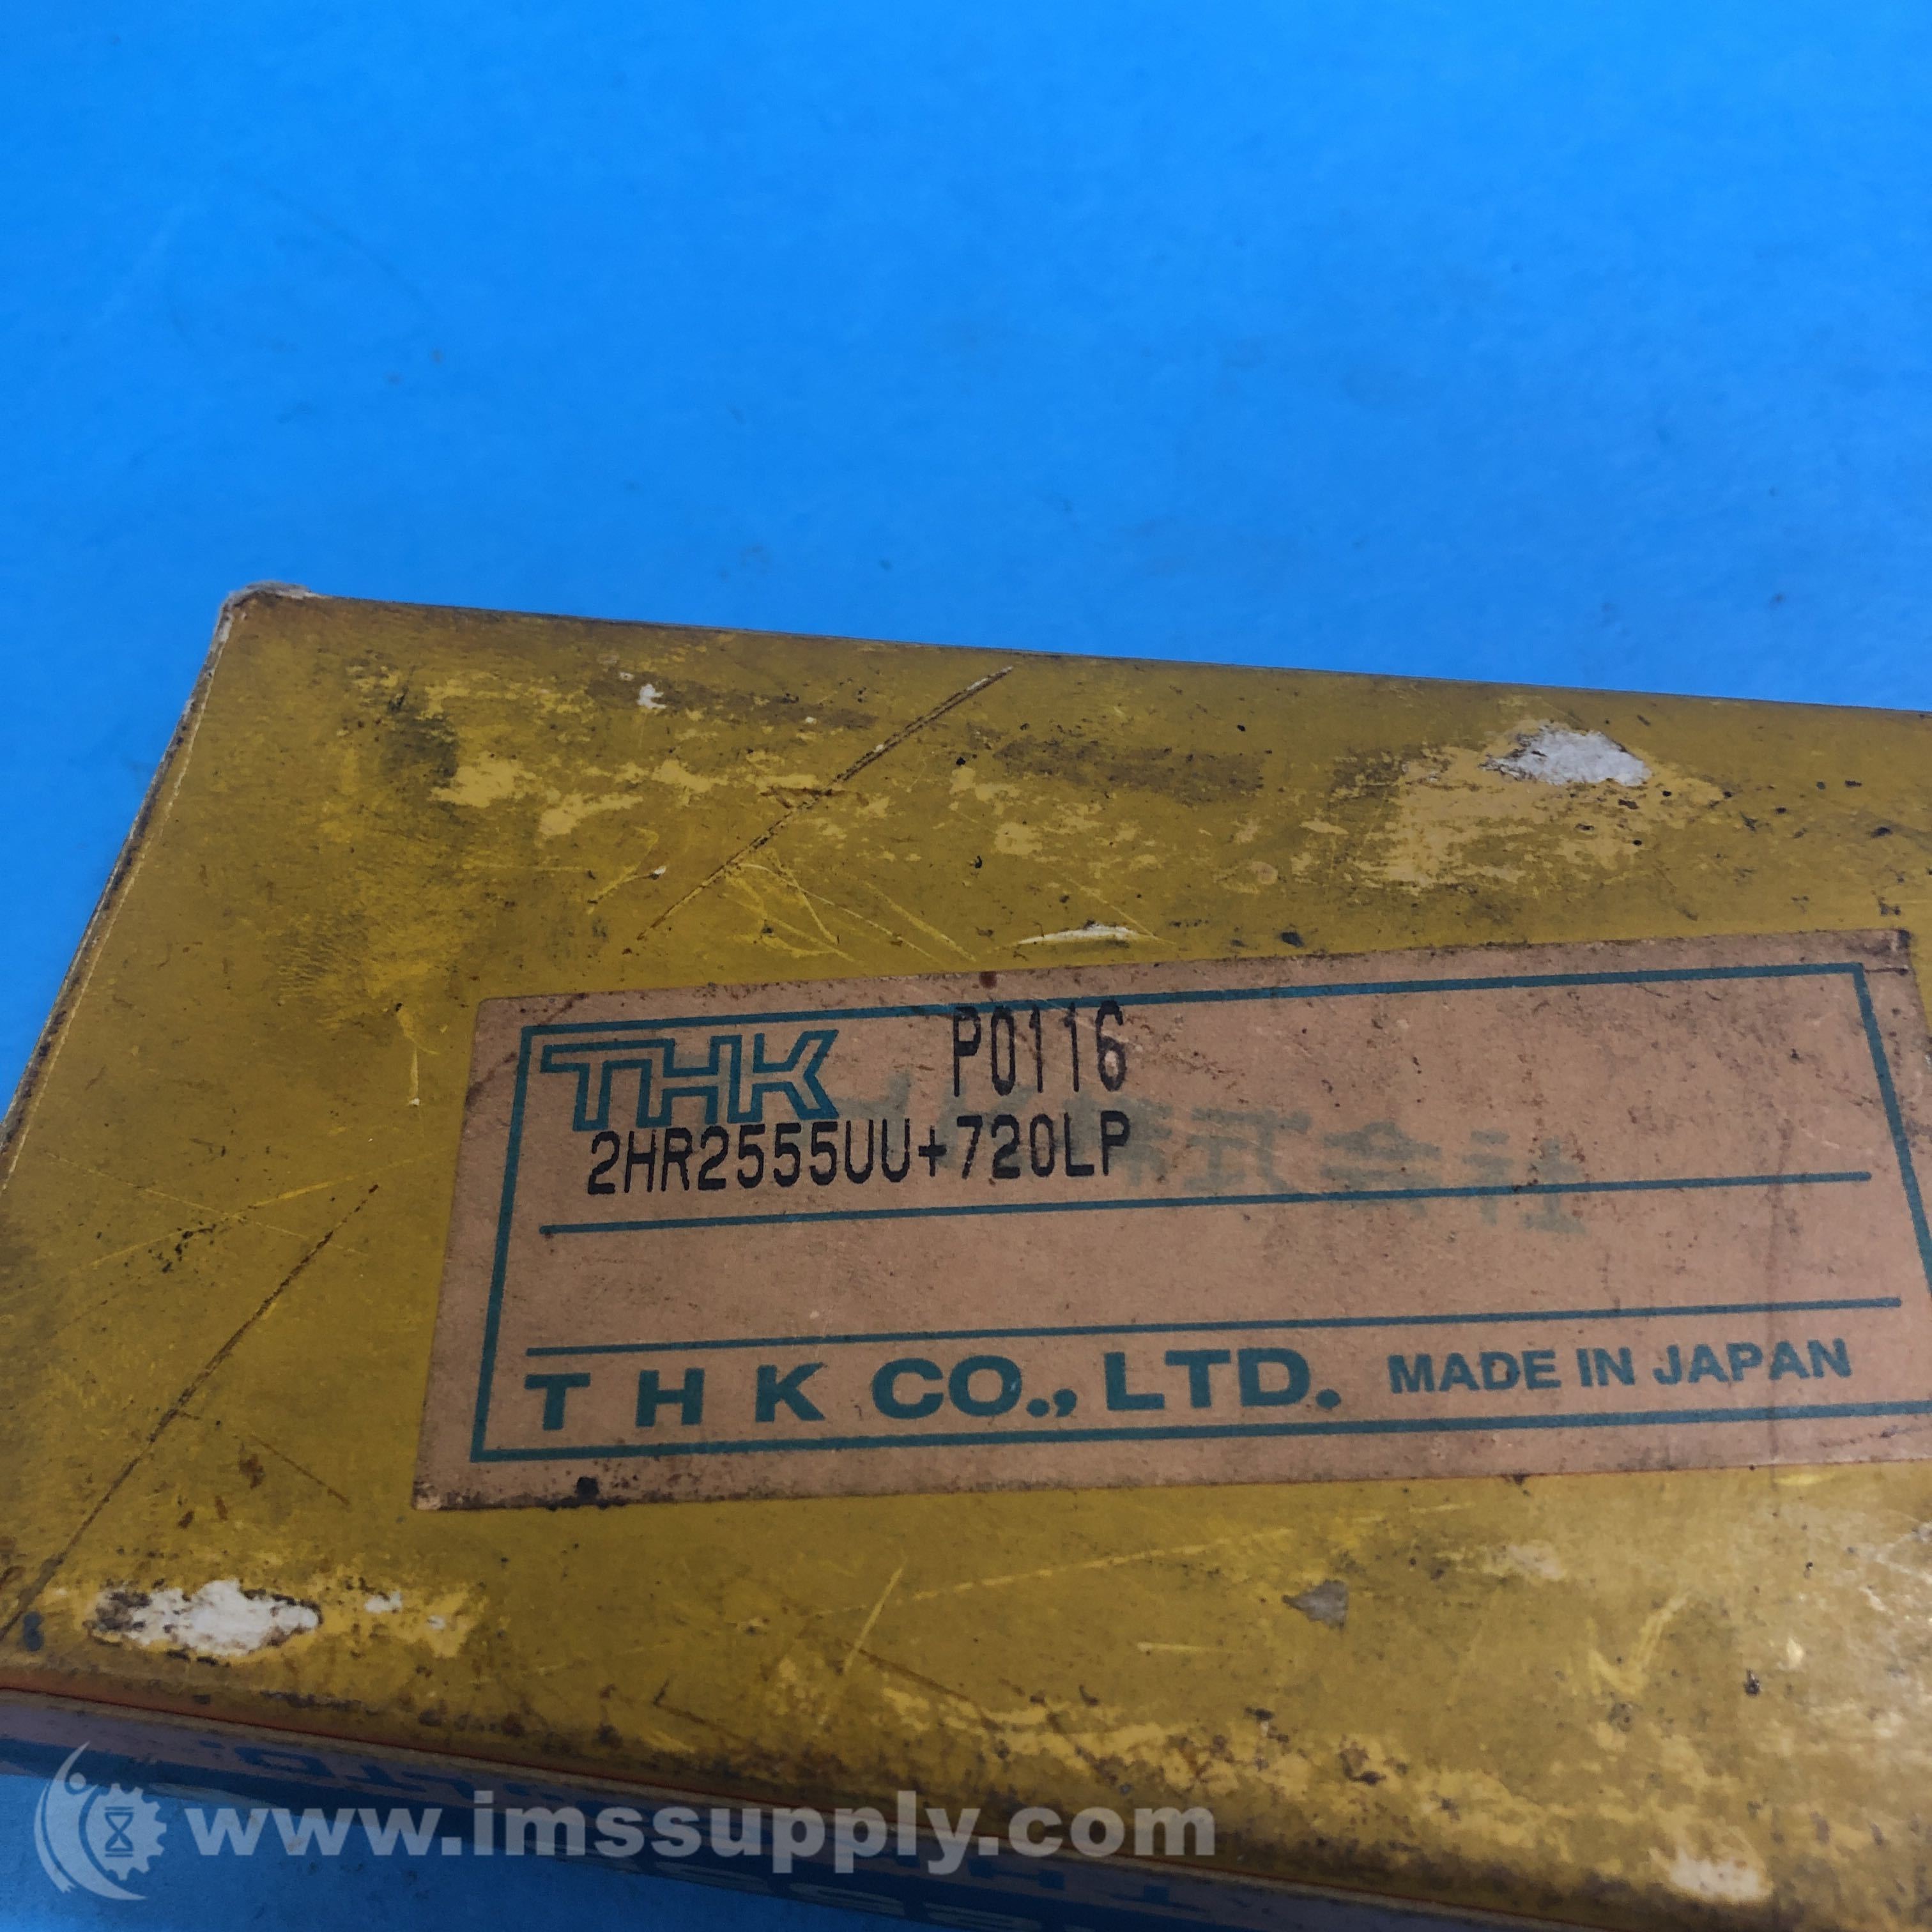 THK P0116
2HR2555UU+720LP
T H K CO., LTD. MADE IN JAPAN
www.imssupply.com